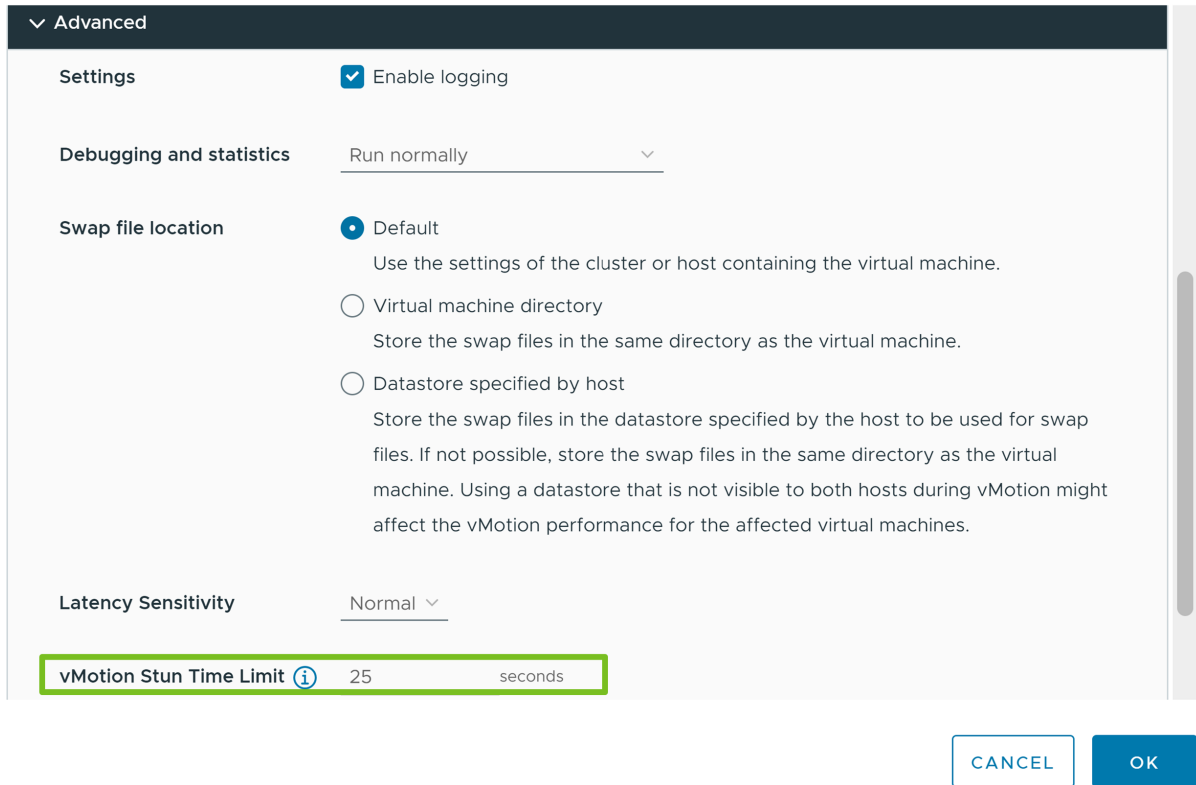 Advanced
Settings Enable logging
Debugging and statistics Run normally
Swap file location Default
Use the settings of the cluster or host containing the virtual machine.
Virtual machine directory
Store the swap files in the same directory as the virtual machine.
Datastore specified by host
Store the swap files in the datastore specified by the host to be used for swap
files. If not possible, store the swap files in the same directory as the virtual
machine. Using a datastore that is not visible to both hosts during vMotion might
affect the vMotion performance for the affected virtual machines.
Latency Sensitivity Normal
vMotion Stun Time Limit i 25 seconds
CANCEL OK